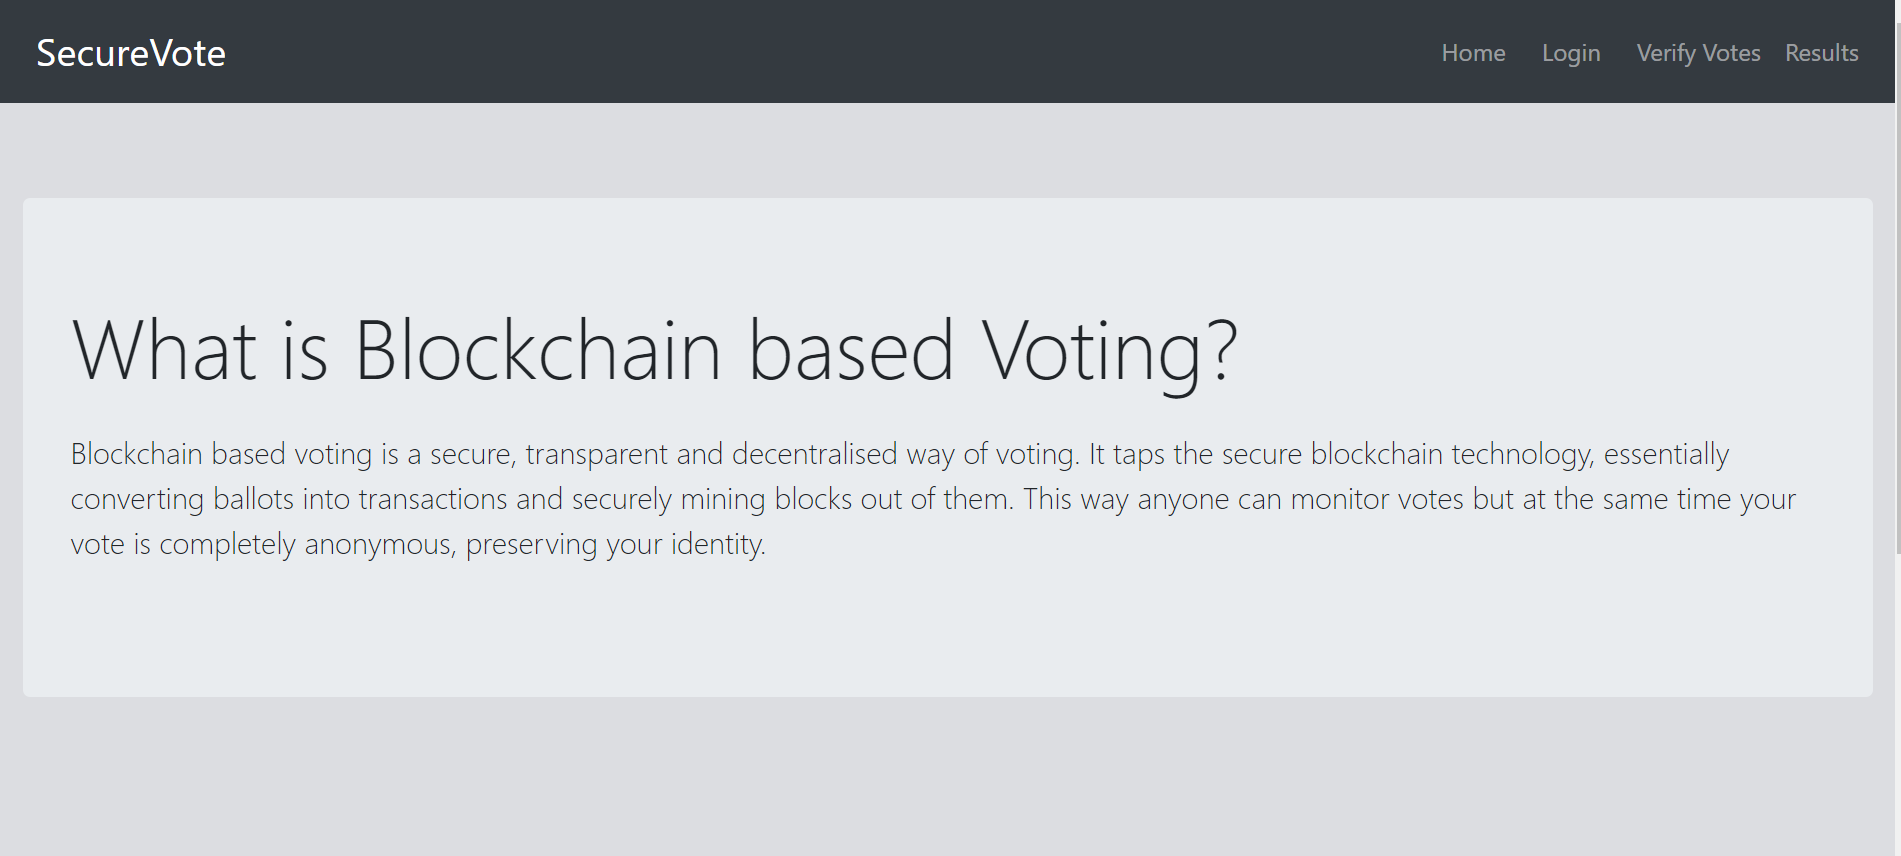 SecureVote
Home Login Verify Votes Results
What is Blockchain based Voting?
Blockchain based voting is a secure, transparent and decentralised way of voting. It taps the secure blockchain technology, essentially
converting ballots into transactions and securely mining blocks out of them. This way anyone can monitor votes but at the same time your
vote is completely anonymous, preserving your identity.